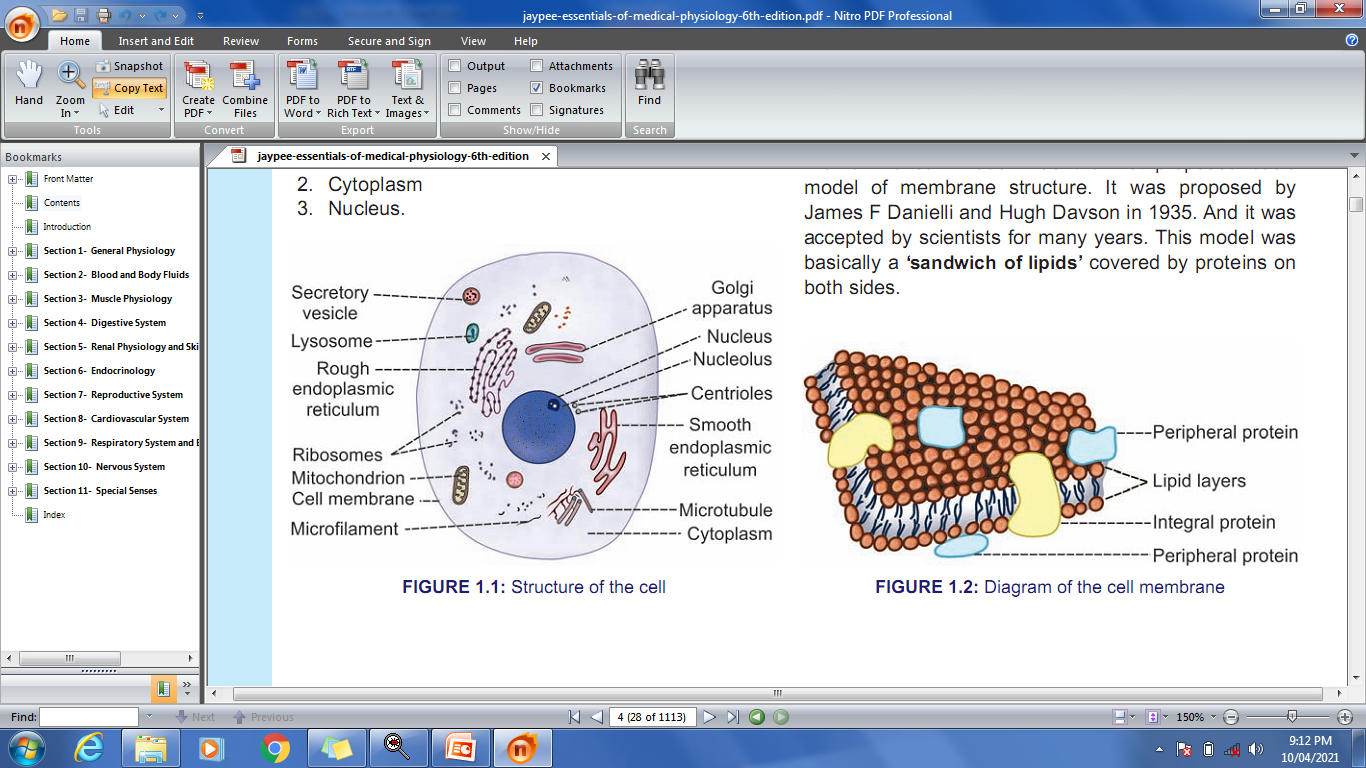 jaypee-essentials-of-medical-physiology-6th-edition.pdf - Nitro PDF Professional
Home
Insert and Edit
Review
Forms
Secure and Sign
View
Help
Hand
Zoom In
Snapshot
Copy Text
Edit
Tools
Create PDF
Combine Files
Convert
PDF to Word
PDF to Rich Text
Text & Images
Export
Output
Pages
Comments
Attachments
Bookmarks
Signatures
Show/Hide
Find
Search
Bookmarks
jaypee-essentials-of-medical-physiology-6th-edition
Front Matter
Contents
Introduction
Section 1- General Physiology
Section 2- Blood and Body Fluids
Section 3- Muscle Physiology
Section 4- Digestive System
Section 5- Renal Physiology and Ski
Section 6- Endocrinology
Section 7- Reproductive System
Section 8- Cardiovascular System
Section 9- Respiratory System and E
Section 10- Nervous System
Section 11- Special Senses
Index
2. Cytoplasm
3. Nucleus.
Secretory
vesicle
Lysosome
Rough
endoplasmic
reticulum
Ribosomes
Mitochondrion
Cell membrane
Microfilament
Golgi
apparatus
Nucleus
Nucleolus
Centrioles
Smooth
endoplasmic
reticulum
Microtubule
Cytoplasm
FIGURE 1.1: Structure of the cell
model of membrane structure. It was proposed by
James F Danielli and Hugh Davson in 1935. And it was
accepted by scientists for many years. This model was
basically a ‘sandwich of lipids’ covered by proteins on
both sides.
Peripheral protein
Lipid layers
Integral protein
Peripheral protein
FIGURE 1.2: Diagram of the cell membrane
Find:
Next
Previous
4 (28 of 1113)
150%
9:12 PM
10/04/2021